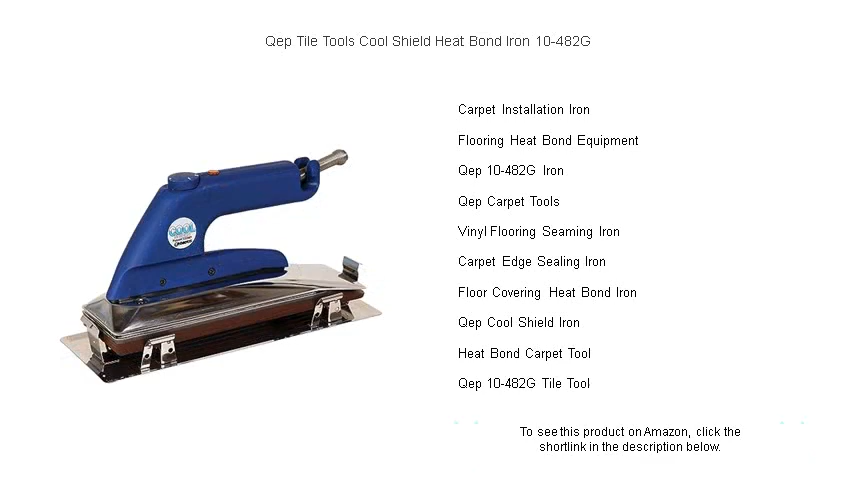 Qep Tile Tools Cool Shield Heat Bond Iron 10-482G
Carpet Installation Iron
Flooring Heat Bond Equipment
Qep 10-482G Iron
Qep Carpet Tools
Vinyl Flooring Seaming Iron
Carpet Edge Sealing Iron
Floor Covering Heat Bond Iron
Qep Cool Shield Iron
Heat Bond Carpet Tool
Qep 10-482G Tile Tool
COOL
To see this product on Amazon, click the
shortlink in the description below.